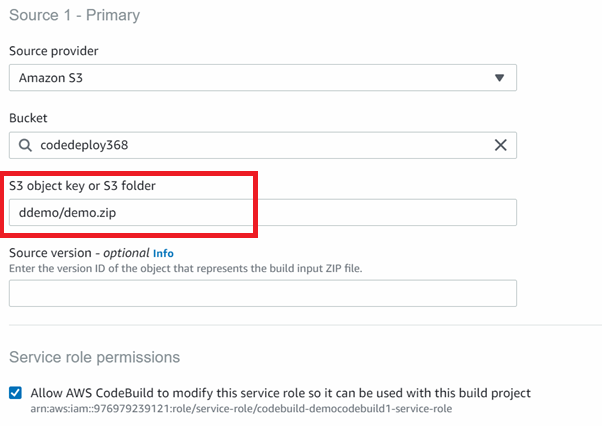 Source 1 - Primary
Source provider
Amazon S3
Bucket
codedeploy368
S3 object key or S3 folder
ddemo/demo.zip
Source version - optional Info
Enter the version ID of the object that represents the build input ZIP file.
Service role permissions
Allow AWS CodeBuild to modify this service role so it can be used with this build project
arn:aws:iam::976979239121:role/service-role/codebuild-democodebuild1-service-role